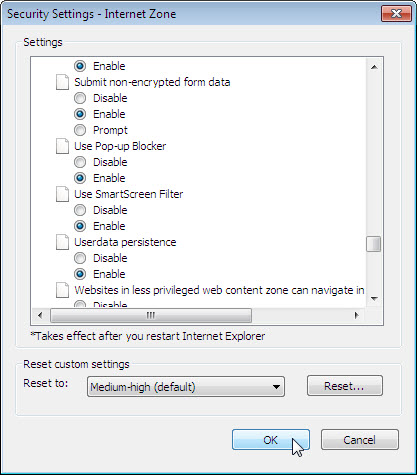 Security Settings - Internet Zone
Settings
Enable
Submit non-encrypted form data
Disable
Enable
Prompt
Use Pop-up Blocker
Disable
Enable
Use SmartScreen Filter
Disable
Enable
Userdata persistence
Disable
Enable
Websites in less privileged web content zone can navigate in
Disable
*Takes effect after you restart Internet Explorer
Reset custom settings
Reset to: Medium-high (default) Reset...
OK Cancel